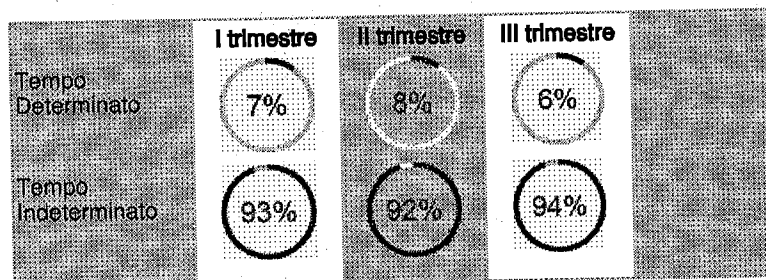 I trimestre II trimestre III trimestre
Tempo
Determinato
7% 8% 6%
Tempo
Indeterminato
93% 92% 94%